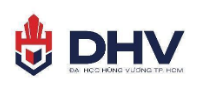 DHV
ĐẠI HỌC HÙNG VƯƠNG TP. HCM